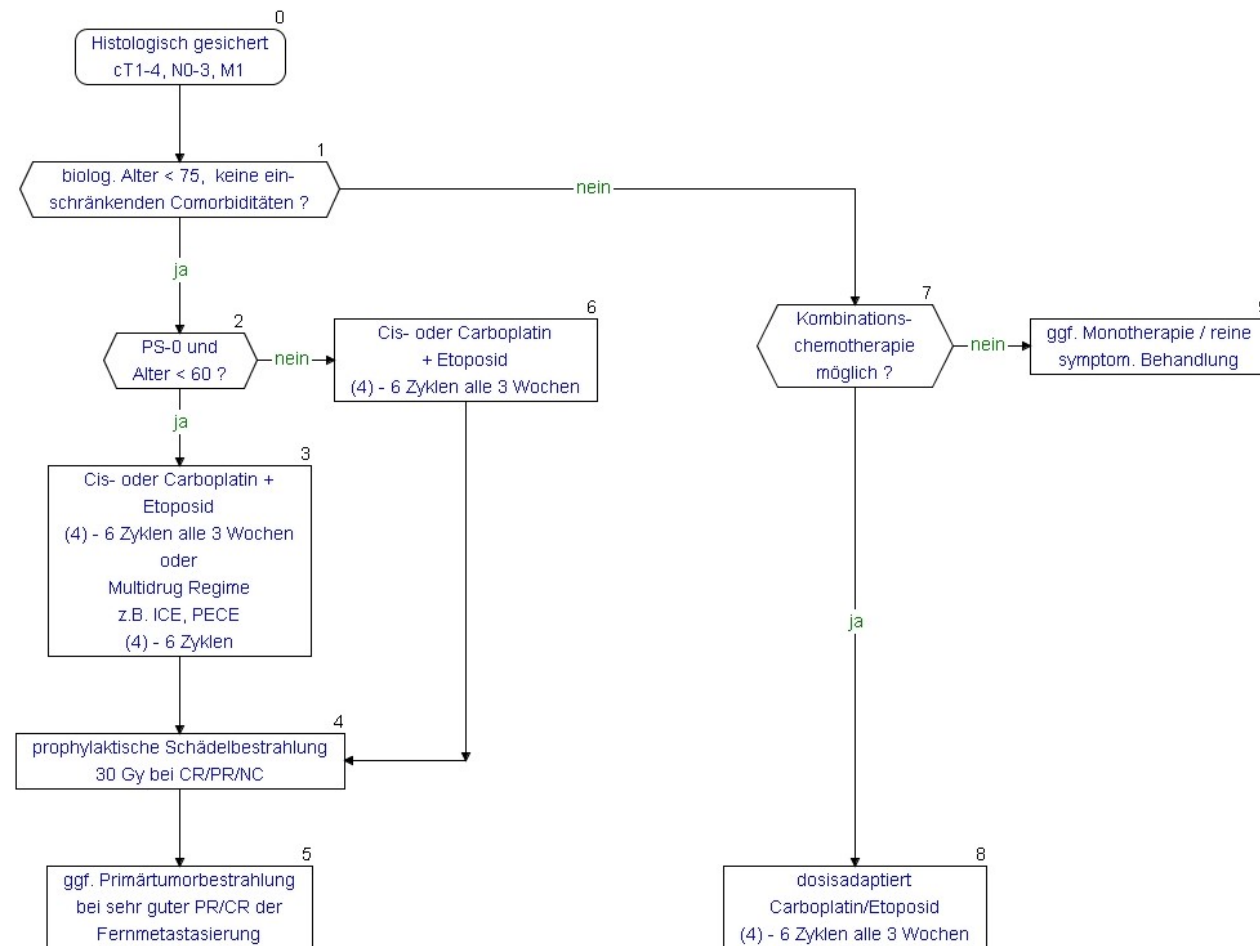 0
Histologisch gesichert
cT1-4, N0-3, M1
1
biolog. Alter < 75, keine ein-
schränkenden Comorbiditäten ?
nein
ja
2
PS-0 und
Alter < 60 ?
nein
6
Cis- oder Carboplatin
+ Etoposid
(4) - 6 Zyklen alle 3 Wochen
7
Kombinations-
chemotherapie
möglich ?
nein
ggf. Monotherapie / reine
symptom. Behandlung
ja
3
Cis- oder Carboplatin +
Etoposid
(4) - 6 Zyklen alle 3 Wochen
oder
Multidrug Regime
z.B. ICE, PECE
(4) - 6 Zyklen
ja
4
prophylaktische Schädelbestrahlung
30 Gy bei CR/PR/NC
5
ggf. Primärtumorbestrahlung
bei sehr guter PR/CR der
Fernmetastasierung
8
dosisadaptiert
Carboplatin/Etoposid
(4) - 6 Zyklen alle 3 Wochen